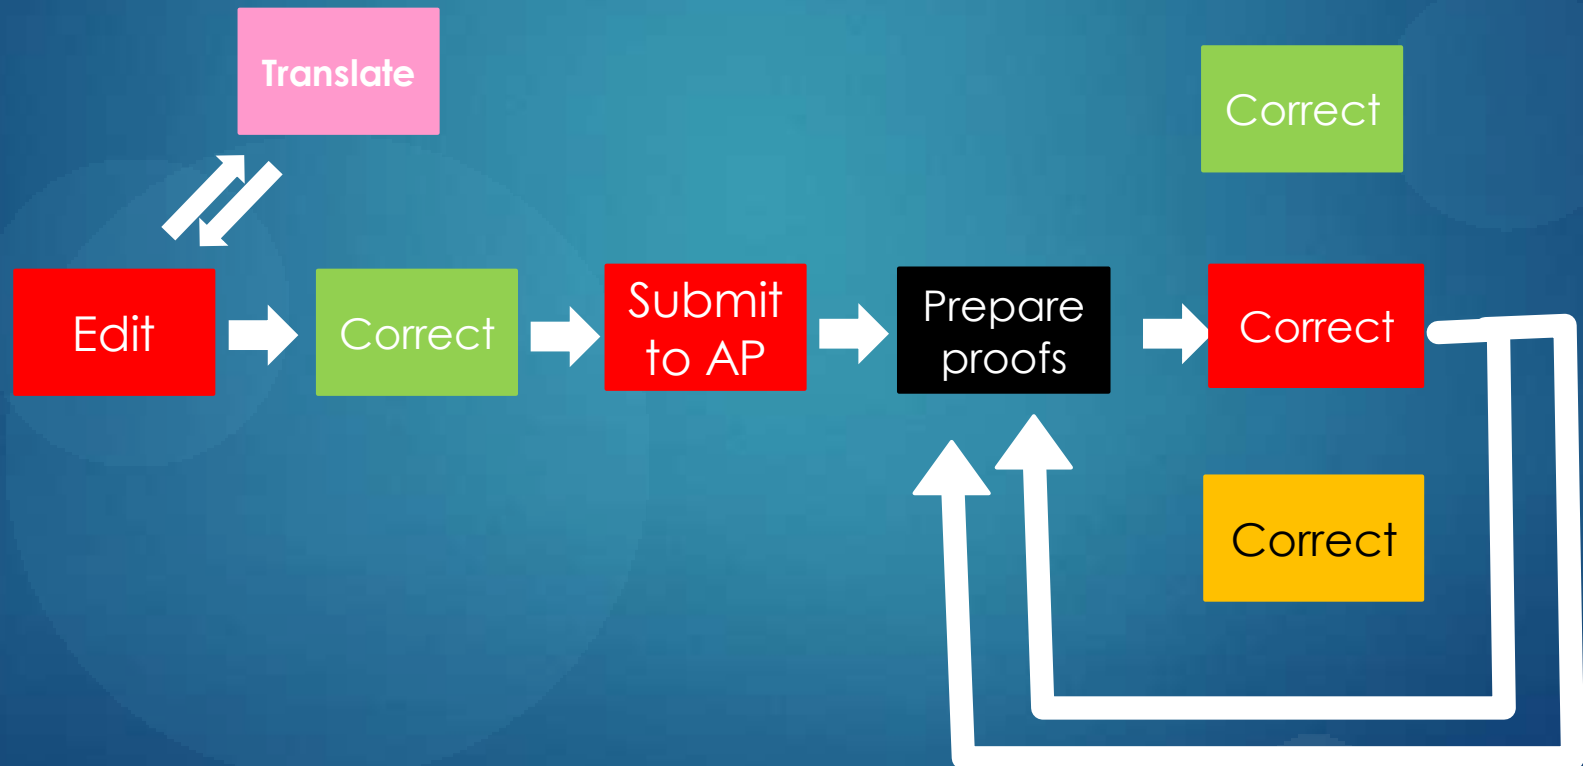 Translate
Correct
Edit
Correct
Submit
to AP
Prepare
proofs
Correct
Correct